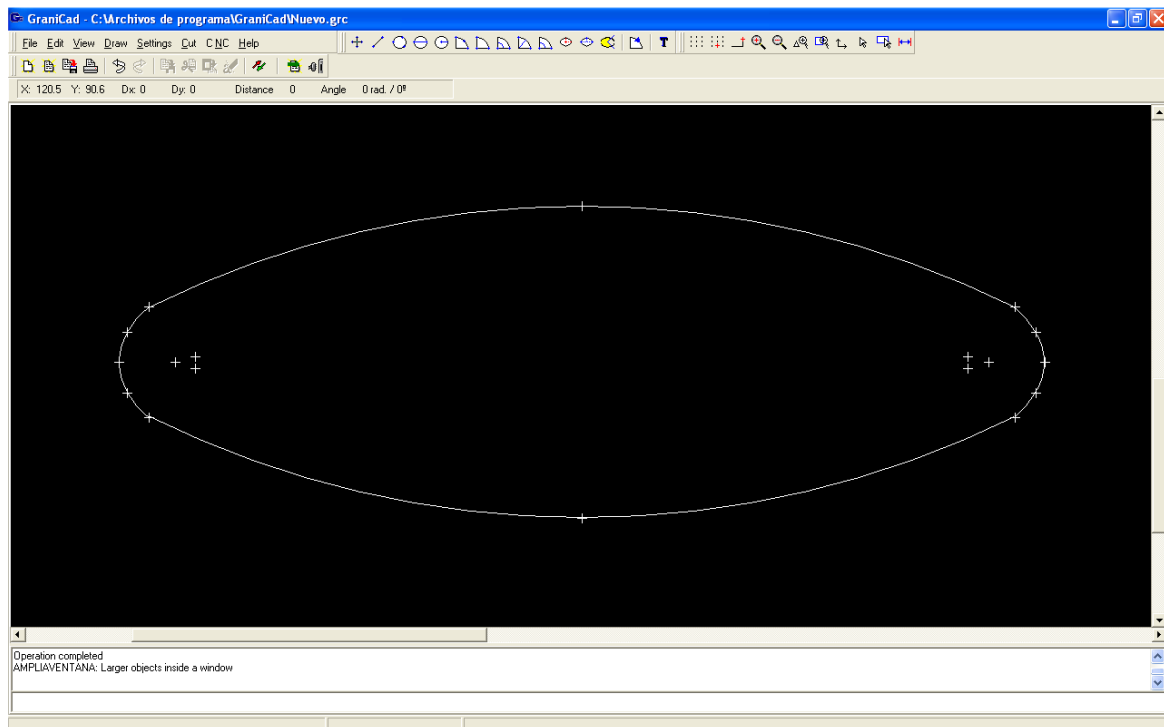 GraniCad - C:\Archivos de programa\GraniCad\Nuevo.grc
File Edit View Draw Settings Cut CNC Help
T
X: 120.5 Y: 90.6 Dx: 0 Dy: 0 Distance 0 Angle 0 rad. / 0º
Operation completed
AMPLIAVENTANA: Larger objects inside a window